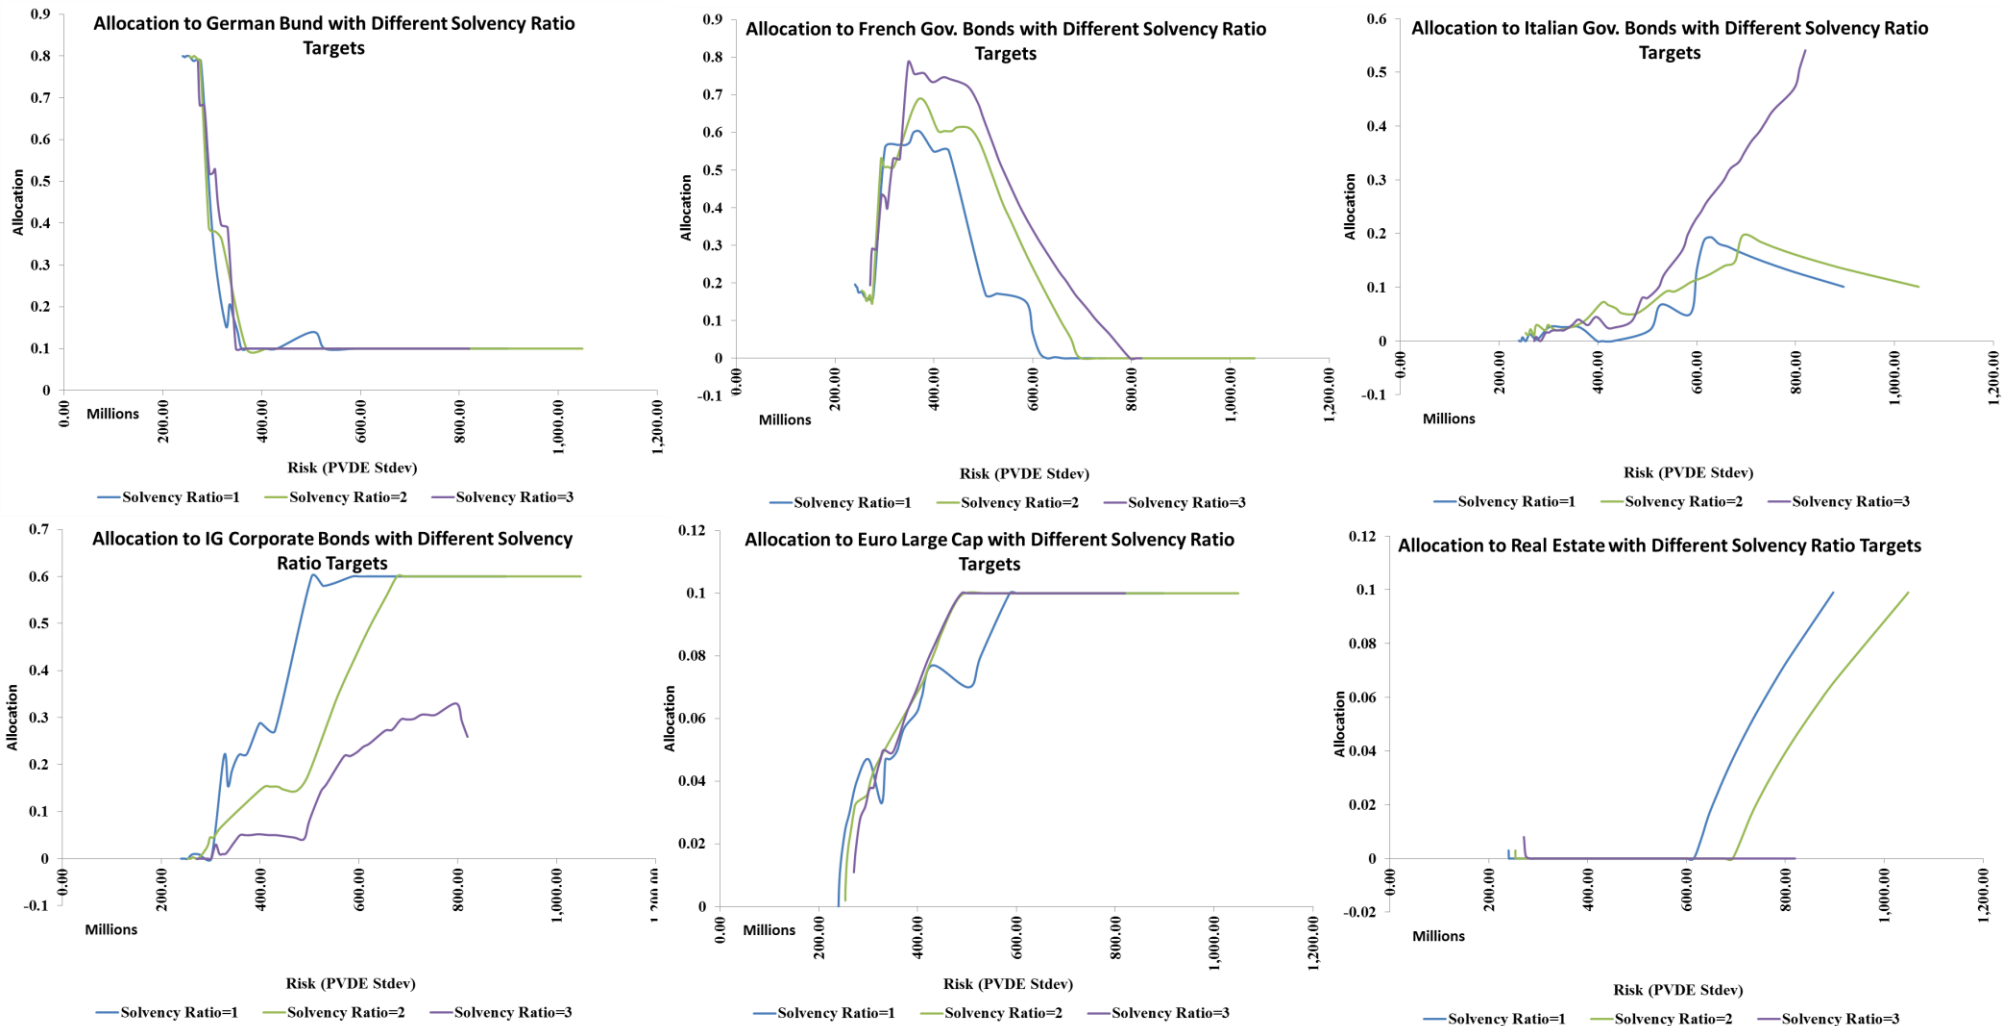 Allocation to German Bund with Different Solvency Ratio
Targets
0.9
0.8
0.7
0.6
0.5
0.4
0.3
0.2
0.1
0
Allocation
0.00
200.00
400.00
600.00
800.00
1,000.00
1,200.00
Millions
Risk (PVDE Stdev)
Solvency Ratio=1 Solvency Ratio=2 Solvency Ratio=3
Allocation to French Gov. Bonds with Different Solvency Ratio
Targets
0.9
0.8
0.7
0.6
0.5
0.4
0.3
0.2
0.1
0
-0.1
Allocation
0.00
200.00
400.00
600.00
800.00
1,000.00
1,200.00
Millions
Risk (PVDE Stdev)
Solvency Ratio=1 Solvency Ratio=2 Solvency Ratio=3
Allocation to Italian Gov. Bonds with Different Solvency Ratio
Targets
0.6
0.5
0.4
0.3
0.2
0.1
0
-0.1
Allocation
0.00
200.00
400.00
600.00
800.00
1,000.00
1,200.00
Millions
Risk (PVDE Stdev)
Solvency Ratio=1 Solvency Ratio=2 Solvency Ratio=3
Allocation to IG Corporate Bonds with Different Solvency
Ratio Targets
0.7
0.6
0.5
0.4
0.3
0.2
0.1
0
-0.1
Allocation
0.00
200.00
400.00
600.00
800.00
1,000.00
1,200.00
Millions
Risk (PVDE Stdev)
Solvency Ratio=1 Solvency Ratio=2 Solvency Ratio=3
Allocation to Euro Large Cap with Different Solvency Ratio
Targets
0.12
0.1
0.08
0.06
0.04
0.02
0
Allocation
0.00
200.00
400.00
600.00
800.00
1,000.00
1,200.00
Millions
Risk (PVDE Stdev)
Solvency Ratio=1 Solvency Ratio=2 Solvency Ratio=3
Allocation to Real Estate with Different Solvency Ratio Targets
0.12
0.1
0.08
0.06
0.04
0.02
0
-0.02
Allocation
0.00
200.00
400.00
600.00
800.00
1,000.00
1,200.00
Millions
Risk (PVDE Stdev)
Solvency Ratio=1 Solvency Ratio=2 Solvency Ratio=3